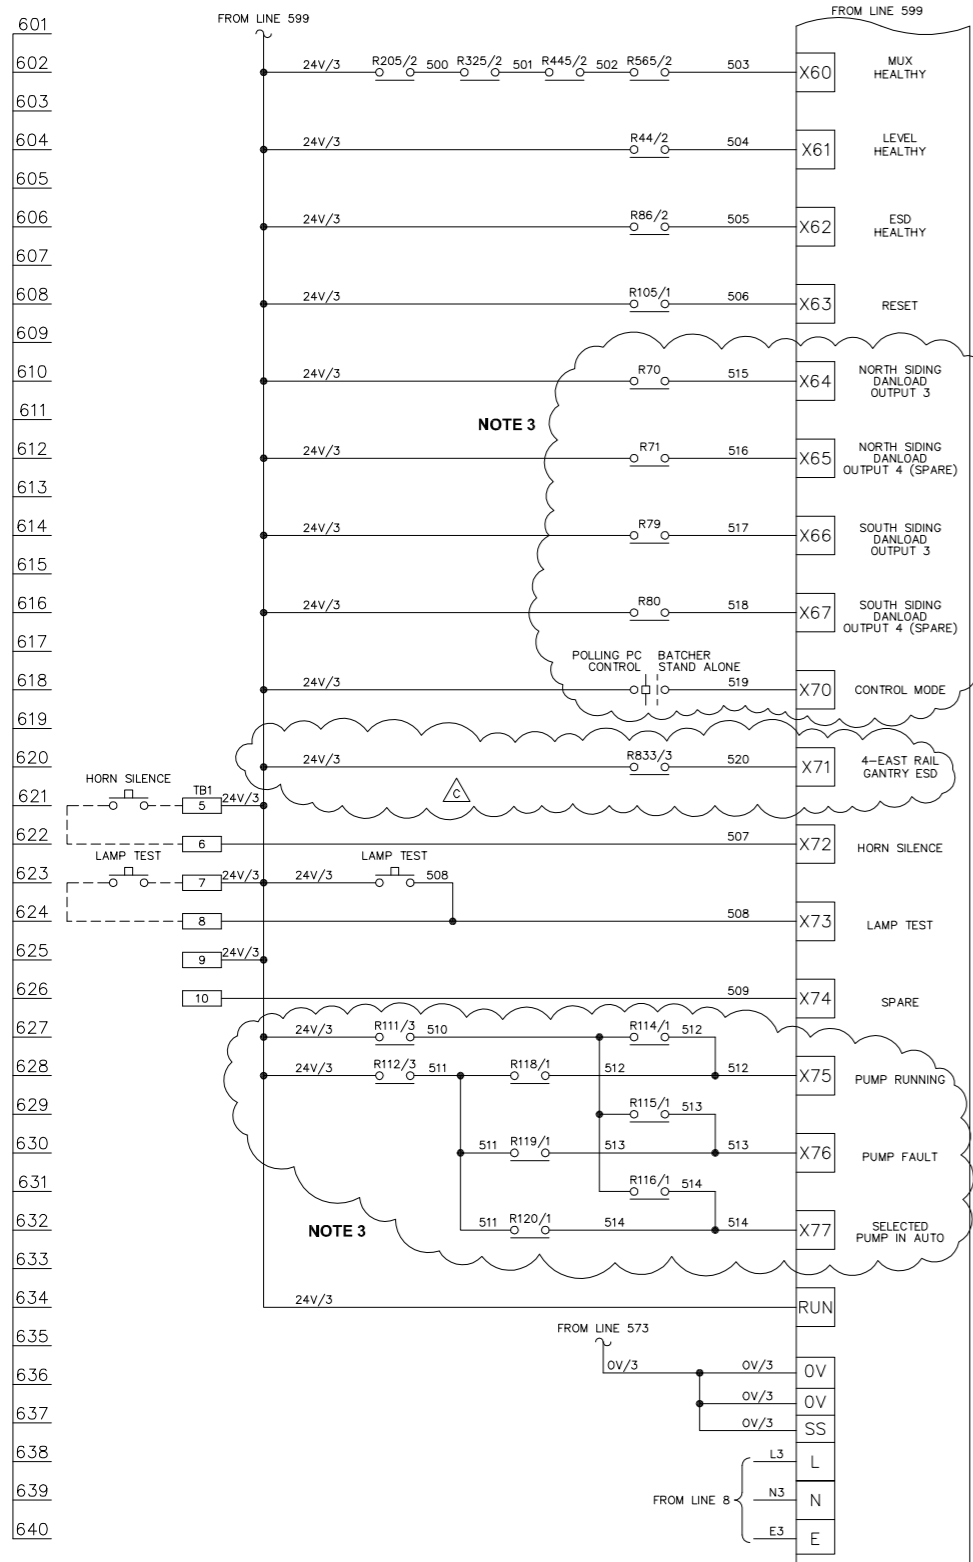 FROM LINE 599
FROM LINE 599
601
602 24V/3 R205/2 500 R325/2 501 R445/2 502 R565/2 503 X60 MUX
HEALTHY
603
604 24V/3 R44/2 504 X61 LEVEL
HEALTHY
605
606 24V/3 R86/2 505 X62 ESD
HEALTHY
607
608 24V/3 R105/1 506 X63 RESET
609
610 24V/3 R70 515 X64 NORTH SIDING
DANLOAD
OUTPUT 3
611
NOTE 3
612 24V/3 R71 516 X65 NORTH SIDING
DANLOAD
OUTPUT 4 (SPARE)
613
614 24V/3 R79 517 X66 SOUTH SIDING
DANLOAD
OUTPUT 3
615
616 24V/3 R80 518 X67 SOUTH SIDING
DANLOAD
OUTPUT 4 (SPARE)
617
POLLING PC
CONTROL
BATCHER
STAND ALONE
618 24V/3 519 X70 CONTROL MODE
619
620 24V/3 R833/3 520 X71 4-EAST RAIL
GANTRY ESD
C
HORN SILENCE
TB1
621 5 24V/3
622 6 507 X72 HORN SILENCE
LAMP TEST
LAMP TEST
623 7 24V/3 24V/3 508
624 8 508 X73 LAMP TEST
625 9 24V/3
626 10 509 X74 SPARE
627 24V/3 R111/3 510 R114/1 512
628 24V/3 R112/3 511 R118/1 512 512 X75 PUMP RUNNING
629 R115/1 513
630 511 R119/1 513 513 X76 PUMP FAULT
631 R116/1 514
632 511 R120/1 514 514 X77 SELECTED
PUMP IN AUTO
NOTE 3
633
634 24V/3 RUN
635
FROM LINE 573
636 0V/3 0V/3 0V
0V/3 0V
637 0V/3 SS
638 L3 L
639 FROM LINE 8 N3 N
640 E3 E